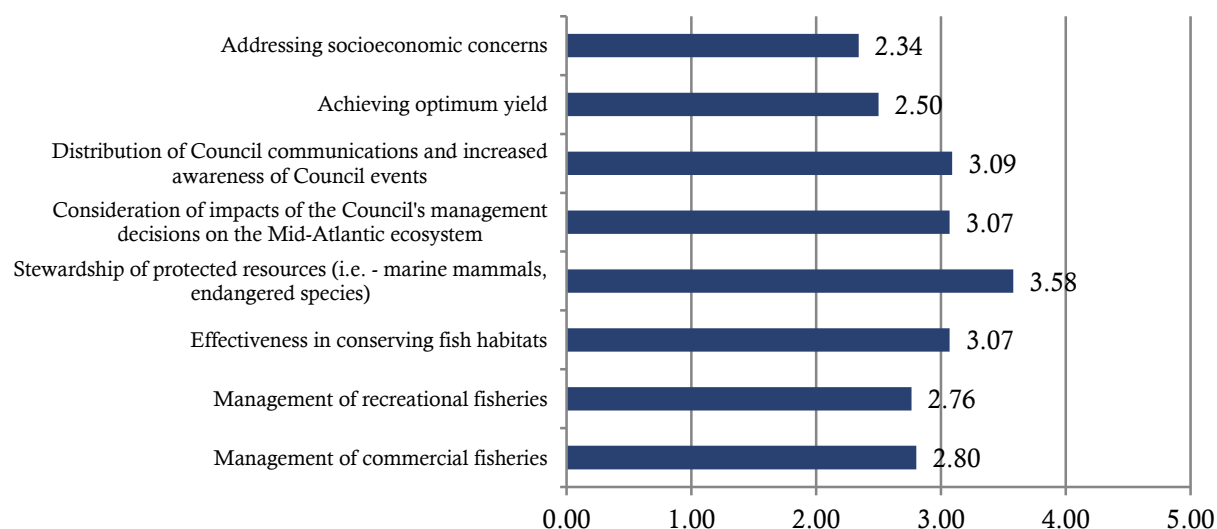 Addressing socioeconomic concerns
2.34
Achieving optimum yield
2.50
Distribution of Council communications and increased
awareness of Council events
3.09
Consideration of impacts of the Council's management
decisions on the Mid-Atlantic ecosystem
3.07
Stewardship of protected resources (i.e. - marine mammals,
endangered species)
3.58
Effectiveness in conserving fish habitats
3.07
Management of recreational fisheries
2.76
Management of commercial fisheries
2.80
0.00 1.00 2.00 3.00 4.00 5.00